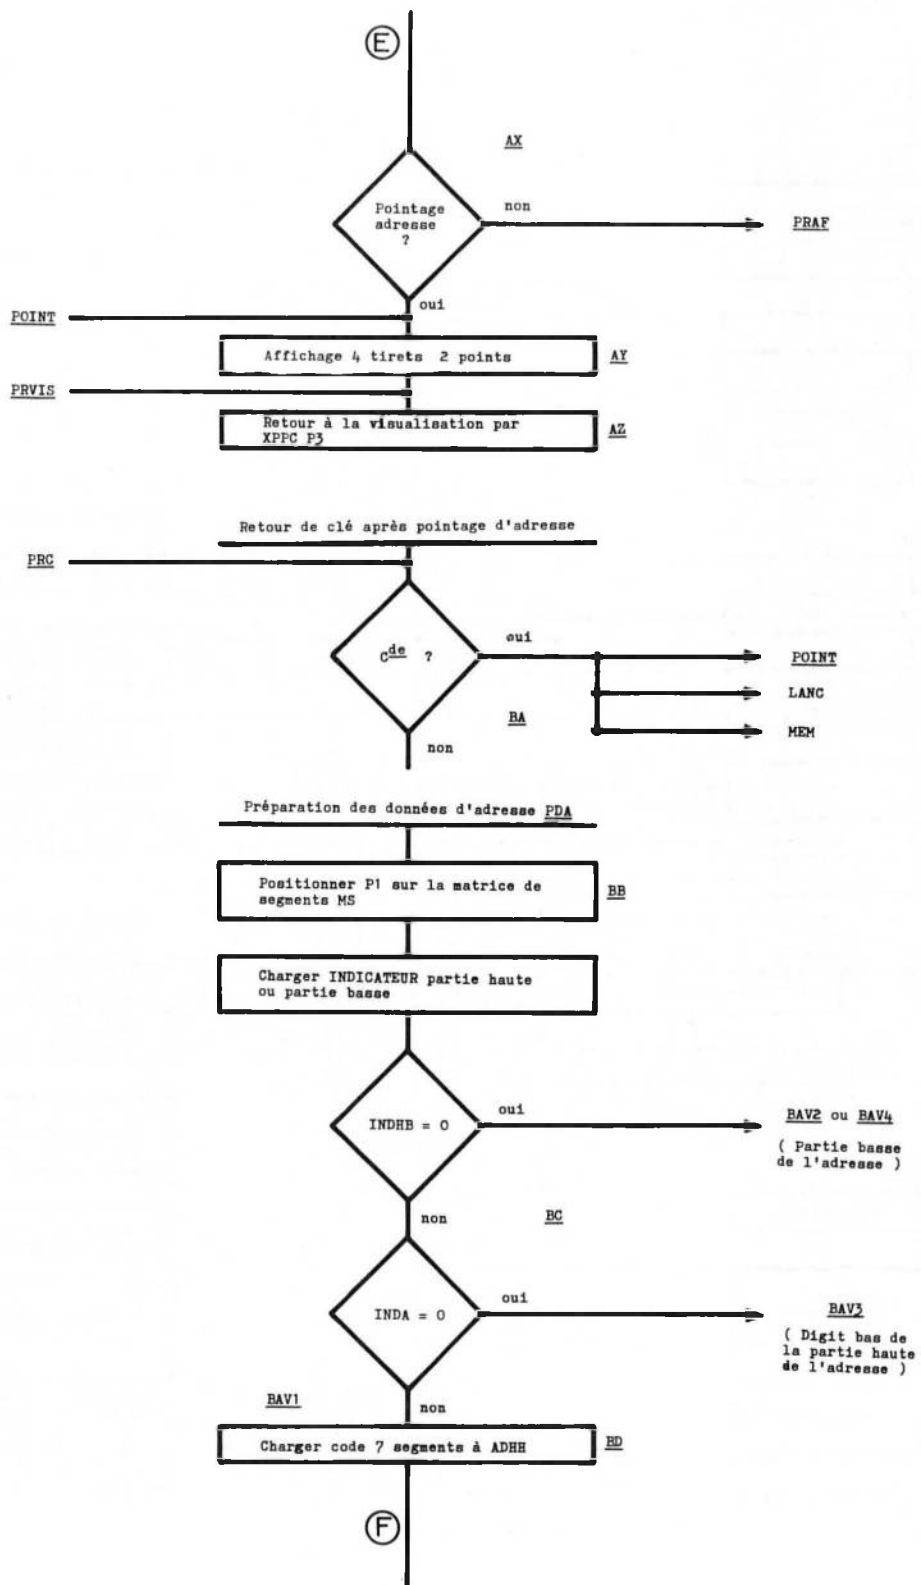 E
AX
Pointage
adresse
?
non
PRAF
oui
POINT
Affichage 4 tirets 2 points
AY
PRVIS
Retour à la visualisation par
XPPC P3
AZ
Retour de clé après pointage d'adresse
PRC
Cde ?
oui
POINT
LANC
MEM
BA
non
Préparation des données d'adresse PDA
Positionner P1 sur la matrice de
segments MS
BB
Charger INDICATEUR partie haute
ou partie basse
INDHB = 0
oui
BAV2 ou BAV4
( Partie basse
de l'adresse )
non
BC
INDA = 0
oui
BAV3
( Digit bas de
la partie haute
de l'adresse )
BAV1
non
Charger code 7 segments à ADHH
BD
F